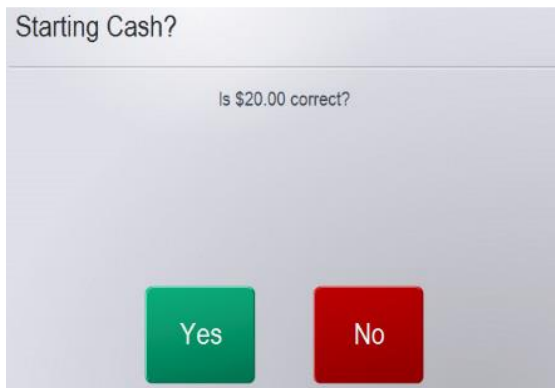 Starting Cash?
Is $20.00 correct?
Yes
No